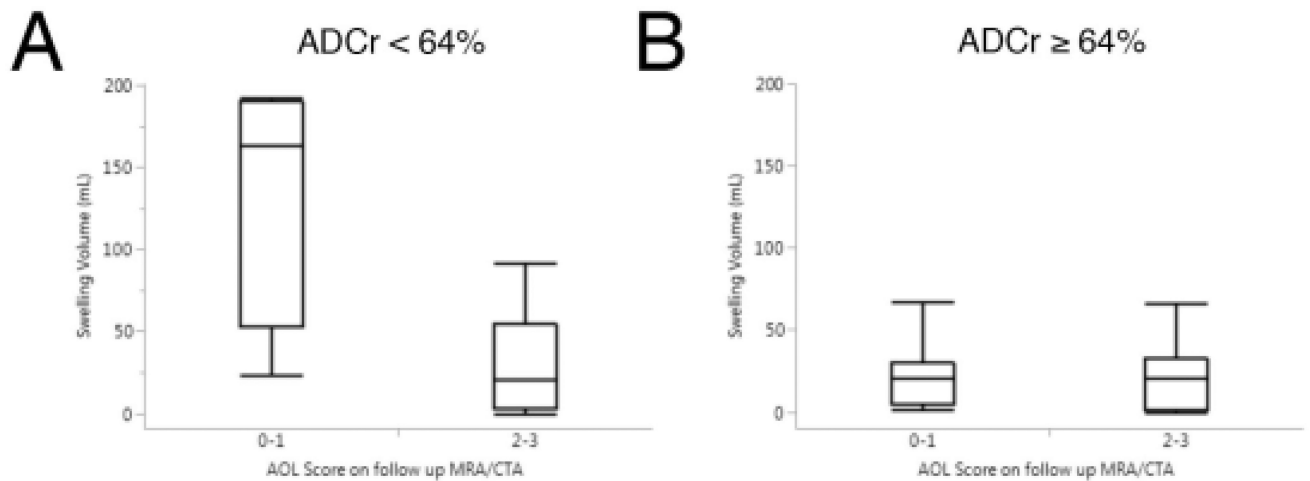 A
ADCr < 64%
200
150
100
50
0
Swelling Volume (mL)
0-1
2-3
AOL Score on follow up MRA/CTA
B
ADCr ≥ 64%
200
150
100
50
0
Swelling Volume (mL)
0-1
2-3
AOL Score on follow up MRA/CTA